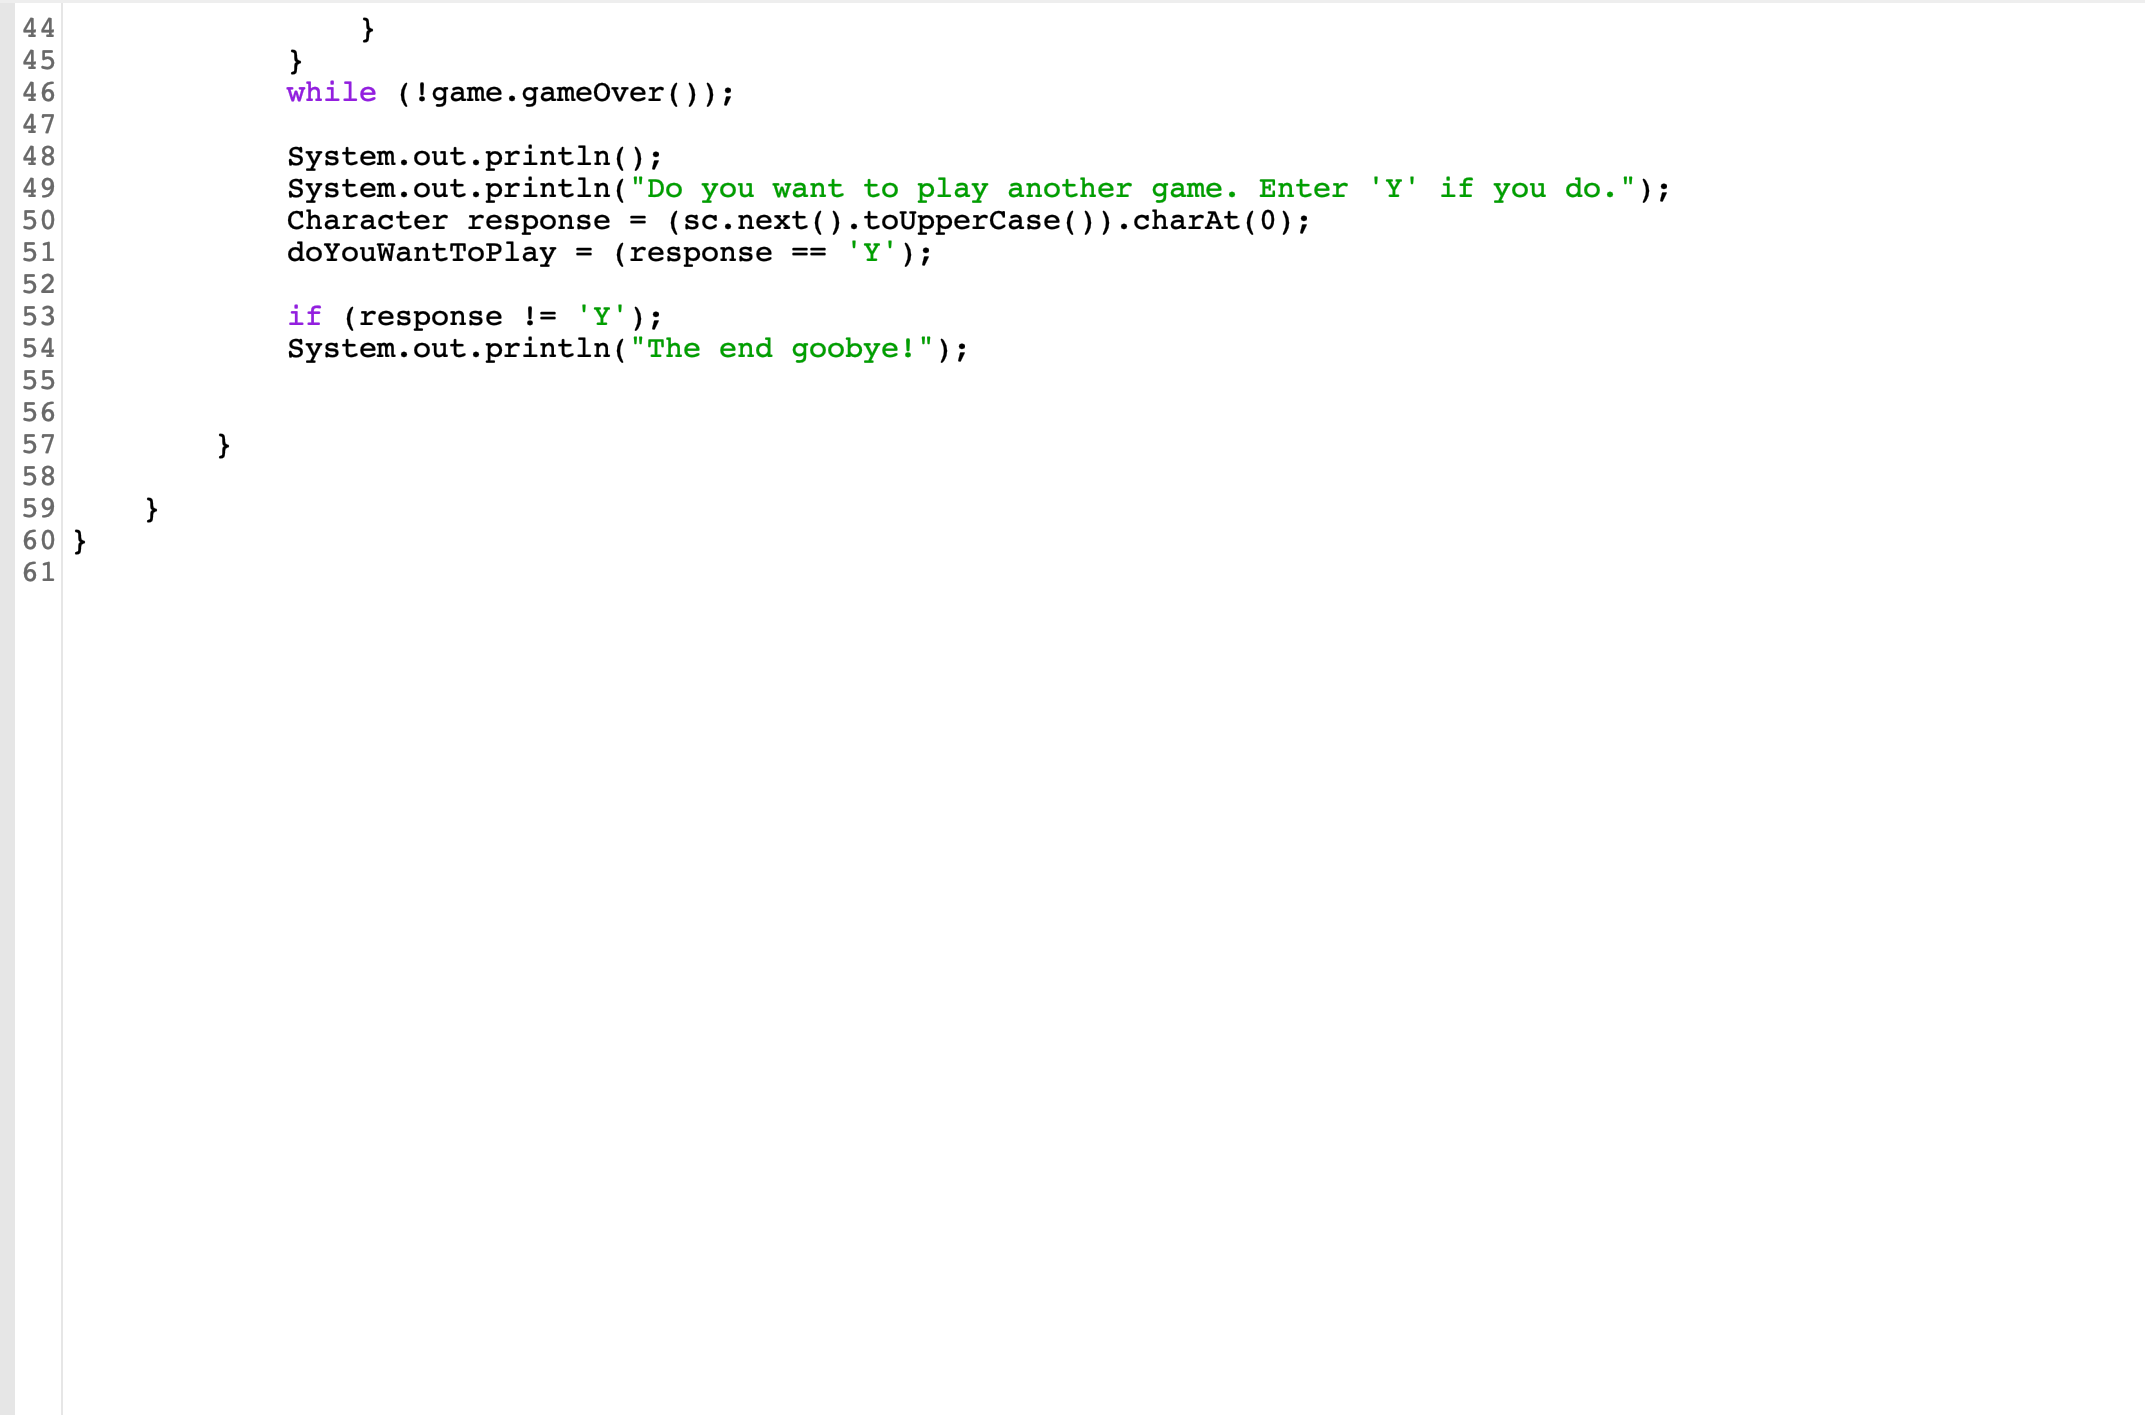 44 }
45 }
46 while (!game.gameOver());
47
48 System.out.println();
49 System.out.println("Do you want to play another game. Enter 'Y' if you do.");
50 Character response = (sc.next().toUpperCase()).charAt(0);
51 doYouWantToPlay = (response == 'Y');
52
53 if (response != 'Y');
54 System.out.println("The end goobye!");
55
56
57 }
58
59 }
60 }
61